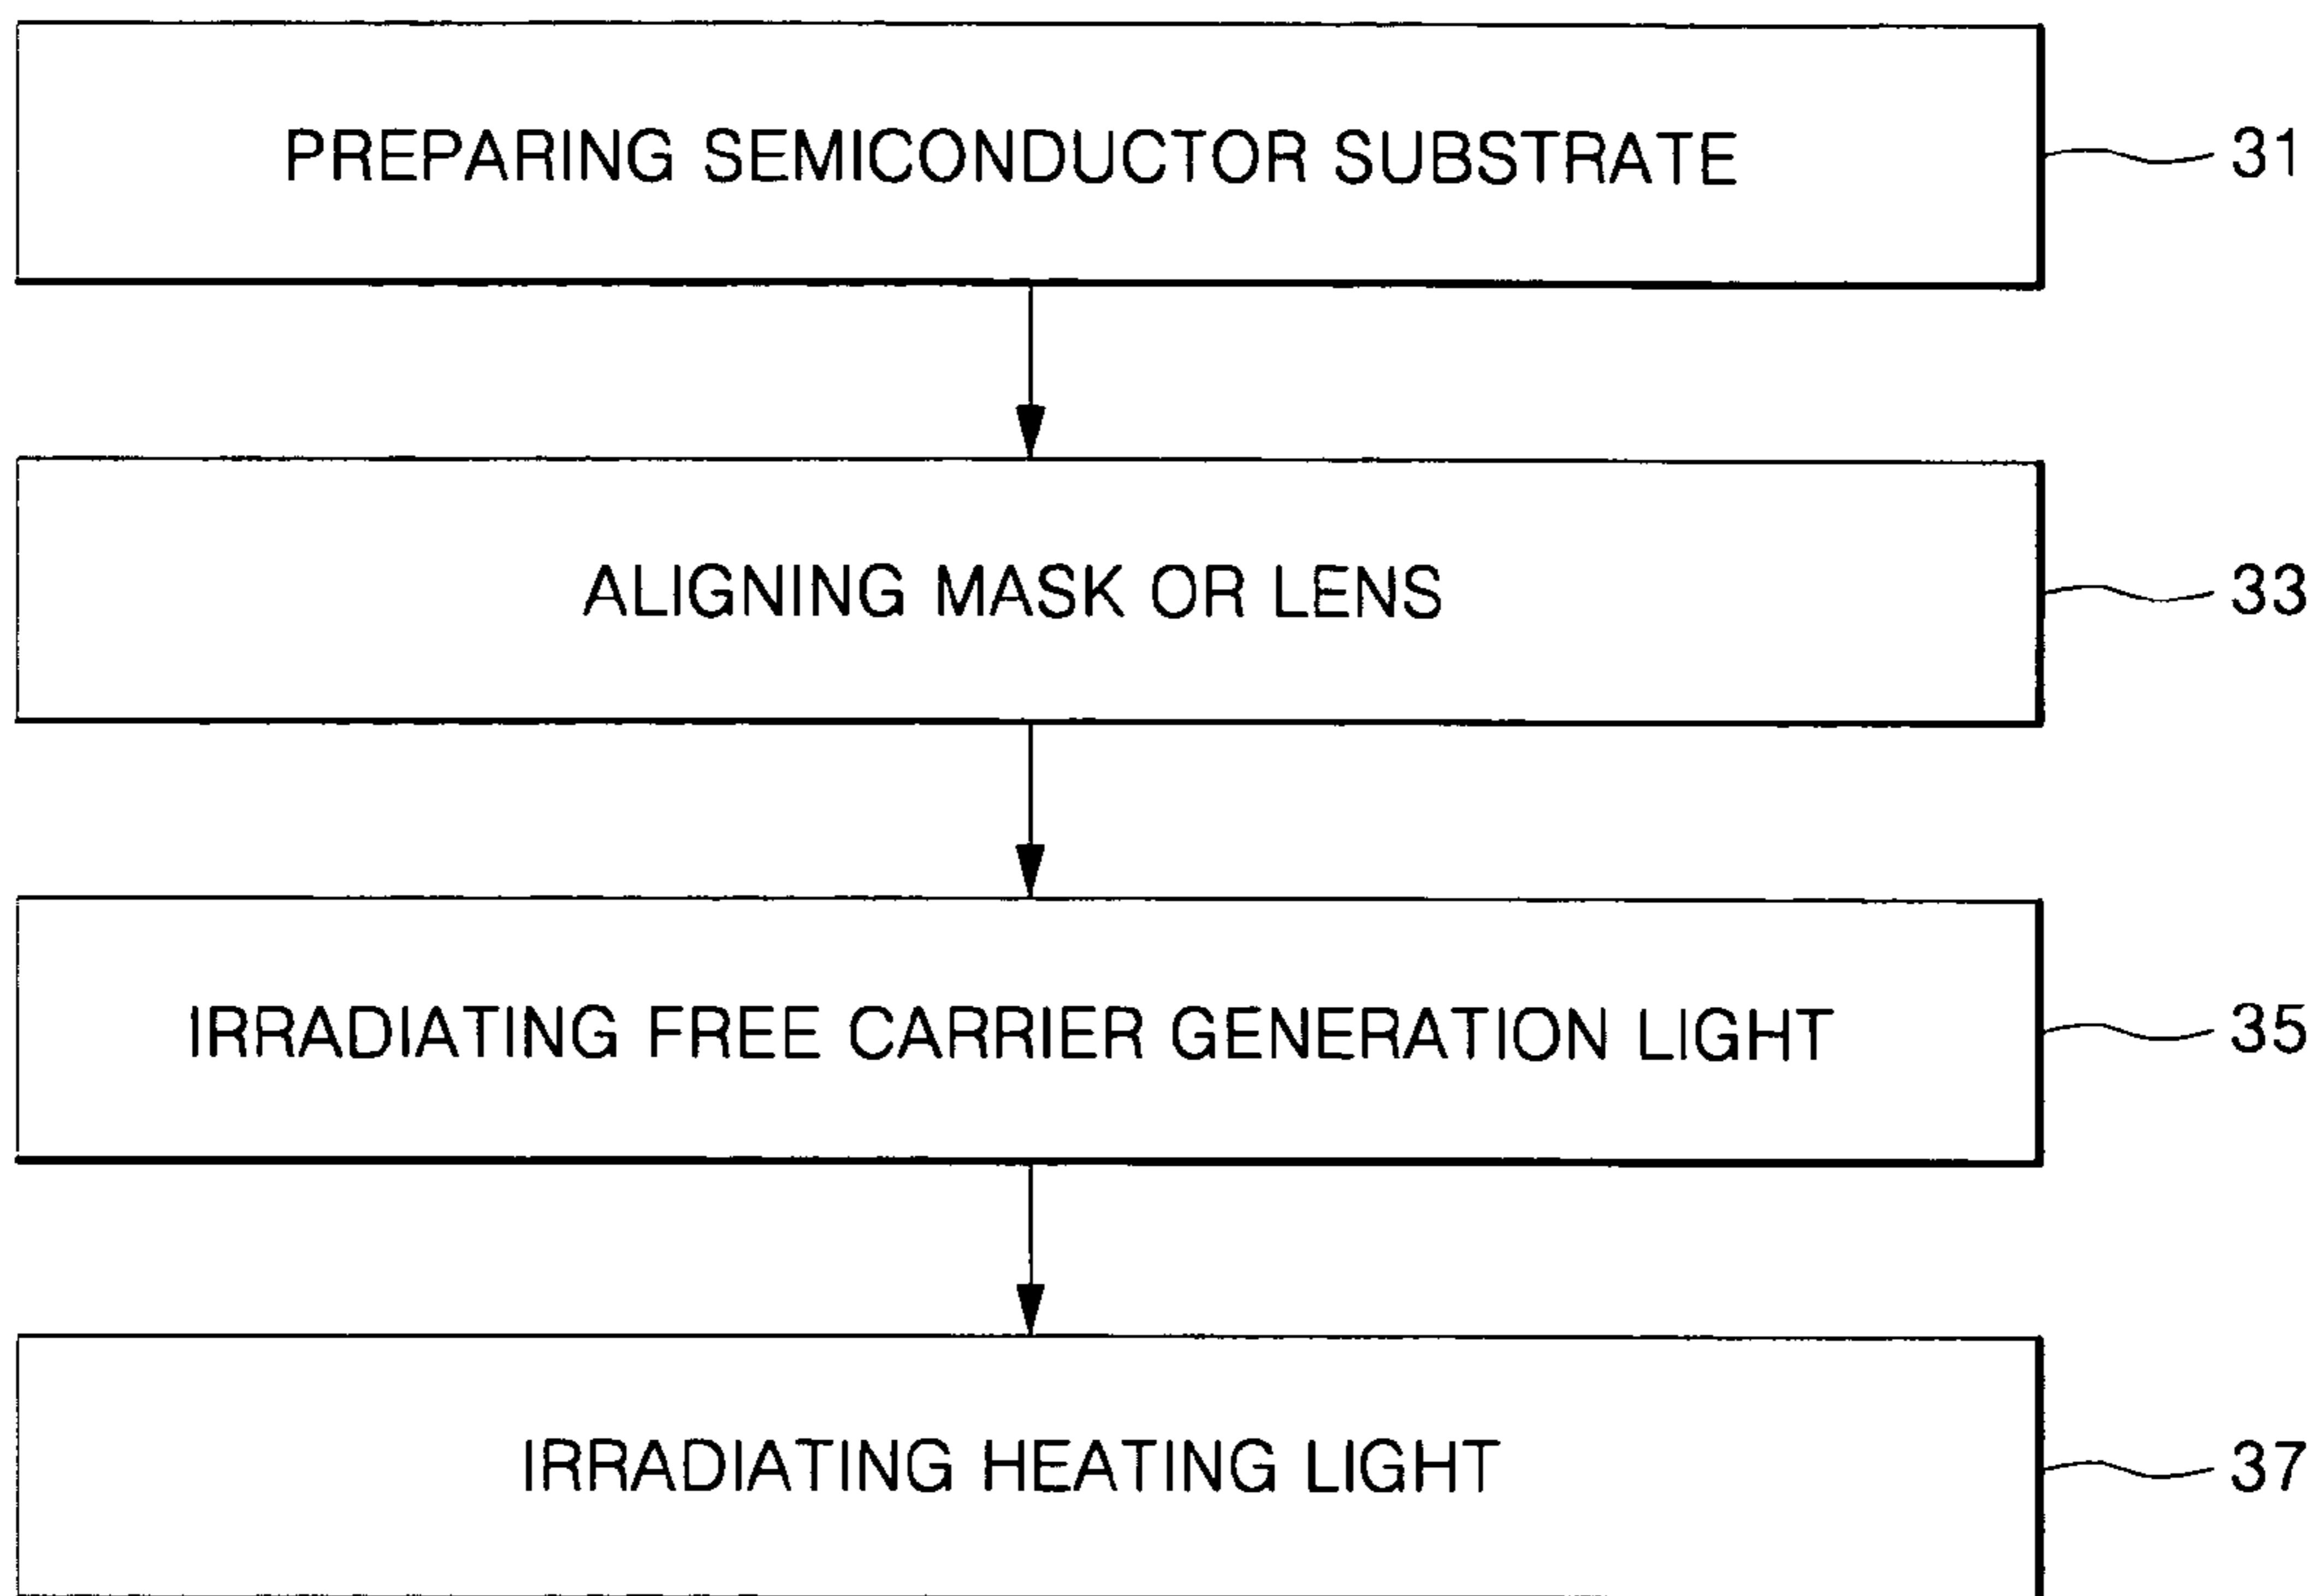 PREPARING SEMICONDUCTOR SUBSTRATE 31
ALIGNING MASK OR LENS 33
IRRADIATING FREE CARRIER GENERATION LIGHT 35
IRRADIATING HEATING LIGHT 37